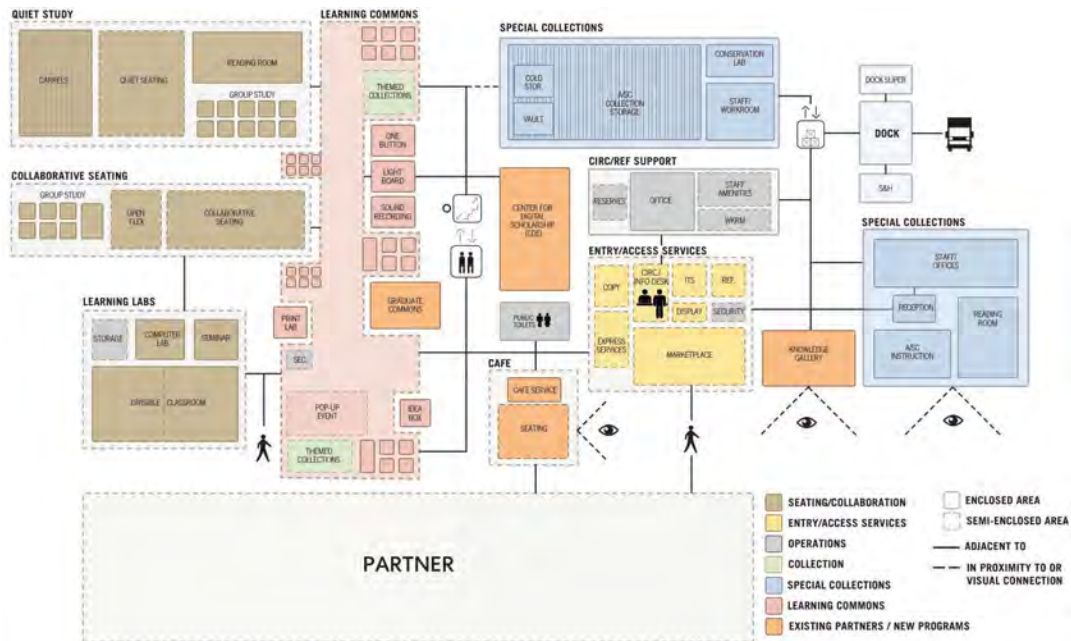 QUIET STUDY
CARRELS
QUIET SEATING
READING ROOM
GROUP STUDY
LEARNING COMMONS
THEMED
COLLECTIONS
ONE
BUTTON
LIGHT
BOARD
SOUND
RECORDING
GRADUATE
COMMONS
PRINT
LAB
SEC.
POP-UP
EVENT
IDEA
BOX
THEMED
COLLECTIONS
COLLABORATIVE SEATING
GROUP STUDY
OPEN
FLEX
COLLABORATIVE
SEATING
LEARNING LABS
STORAGE
COMPUTER
LAB
SEMINAR
DIVISIBLE CLASSROOM
SPECIAL COLLECTIONS
COLD
STOR.
VAULT
A/SC
COLLECTION
STORAGE
CONSERVATION
LAB
STAFF/
WORKROOM
DOCK SUPER
DOCK
S&H
CENTER FOR
DIGITAL
SCHOLARSHIP
(CDS)
CIRC/REF SUPPORT
RESERVES
OFFICE
STAFF
AMENITIES
WKRM
ENTRY/ACCESS SERVICES
COPY
CIRC/
INFO DESK
ITS
REF.
DISPLAY
SECURITY
EXPRESS
SERVICES
MARKETPLACE
PUBLIC
TOILETS
CAFE
CAFE SERVICE
SEATING
KNOWLEDGE
GALLERY
SPECIAL COLLECTIONS
STAFF/
OFFICES
RECEPTION
READING
ROOM
A/SC
INSTRUCTION
PARTNER
SEATING/COLLABORATION
ENTRY/ACCESS SERVICES
OPERATIONS
COLLECTION
SPECIAL COLLECTIONS
LEARNING COMMONS
EXISTING PARTNERS / NEW PROGRAMS
ENCLOSED AREA
SEMI-ENCLOSED AREA
ADJACENT TO
IN PROXIMITY TO OR
VISUAL CONNECTION